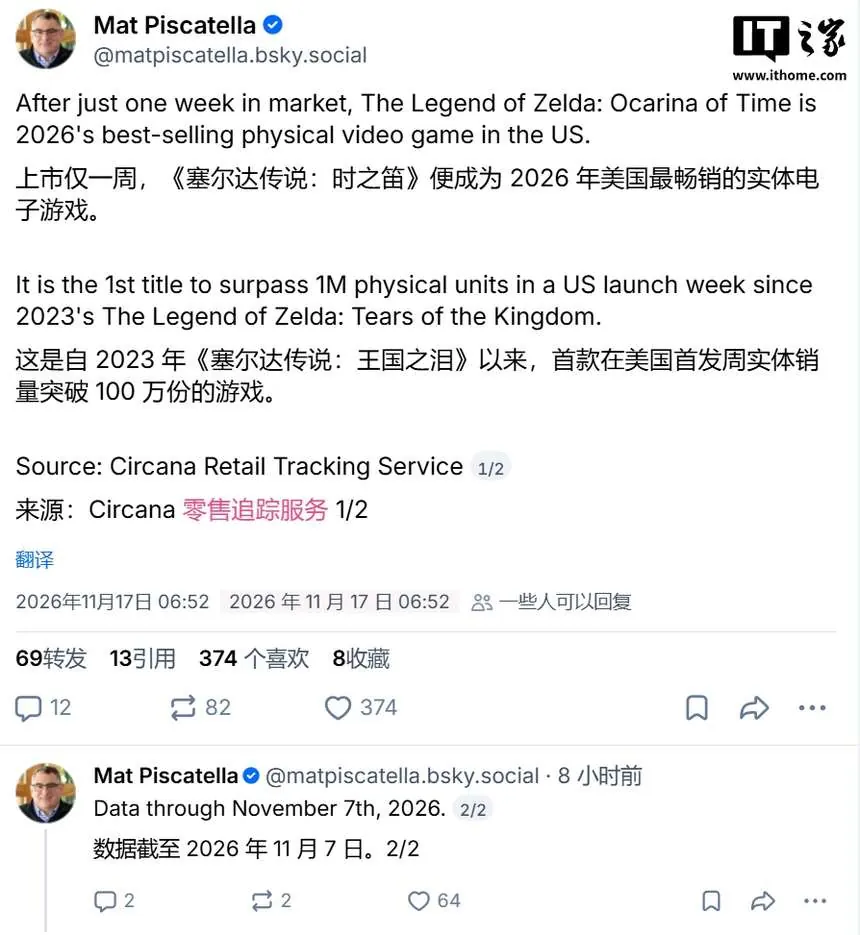 Mat Piscatella
@matpiscatella.bsky.social
IT之家
www.ithome.com
After just one week in market, The Legend of Zelda: Ocarina of Time is
2026's best-selling physical video game in the US.
上市仅一周，《塞尔达传说：时之笛》便成为 2026 年美国最畅销的实体电
子游戏。
It is the 1st title to surpass 1M physical units in a US launch week since
2023's The Legend of Zelda: Tears of the Kingdom.
这是自 2023 年《塞尔达传说：王国之泪》以来，首款在美国首发周实体销
量突破 100 万份的游戏。
Source: Circana Retail Tracking Service 1/2
来源：Circana 零售追踪服务 1/2
翻译
2026年11月17日 06:52 2026 年 11 月 17 日 06:52 一些人可以回复
69转发 13引用 374 个喜欢 8收藏
12 82 374
Mat Piscatella @matpiscatella.bsky.social · 8 小时前
Data through November 7th, 2026. 2/2
数据截至 2026 年 11 月 7 日。2/2
2 2 64